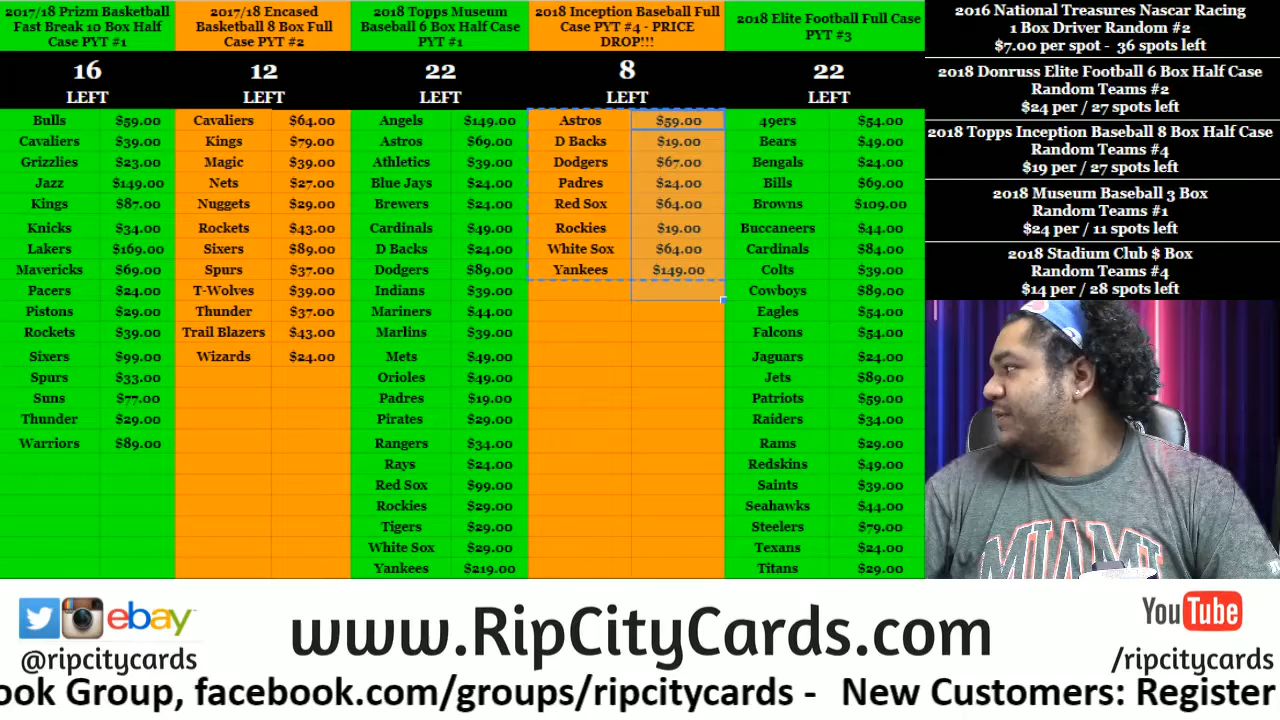 2017/18 Prizm Basketball
Fast Break 10 Box Half
Case PYT #1
16
LEFT
Bulls $59.00
Cavaliers $39.00
Grizzlies $23.00
Jazz $149.00
Kings $87.00
Knicks $34.00
Lakers $169.00
Mavericks $69.00
Pacers $24.00
Pistons $29.00
Rockets $39.00
Sixers $99.00
Spurs $33.00
Suns $77.00
Thunder $29.00
Warriors $89.00
2017/18 Encased
Basketball 8 Box Full
Case PYT #2
12
LEFT
Cavaliers $64.00
Kings $79.00
Magic $39.00
Nets $27.00
Nuggets $29.00
Rockets $43.00
Sixers $89.00
Spurs $37.00
T-Wolves $39.00
Thunder $37.00
Trail Blazers $43.00
Wizards $24.00
2018 Topps Museum
Baseball 6 Box Half Case
PYT #1
22
LEFT
Angels $149.00
Astros $69.00
Athletics $39.00
Blue Jays $24.00
Brewers $24.00
Cardinals $49.00
D Backs $24.00
Dodgers $89.00
Indians $39.00
Mariners $44.00
Marlins $39.00
Mets $49.00
Orioles $49.00
Padres $19.00
Pirates $29.00
Rangers $34.00
Rays $24.00
Red Sox $99.00
Rockies $29.00
Tigers $29.00
White Sox $29.00
Yankees $219.00
2018 Inception Baseball Full
Case PYT #4 - PRICE
DROP!!!
8
LEFT
Astros $59.00
D Backs $19.00
Dodgers $67.00
Padres $24.00
Red Sox $64.00
Rockies $19.00
White Sox $64.00
Yankees $149.00
2018 Elite Football Full Case
PYT #3
22
LEFT
49ers $54.00
Bears $49.00
Bengals $24.00
Bills $69.00
Browns $109.00
Buccaneers $44.00
Cardinals $84.00
Colts $39.00
Cowboys $89.00
Eagles $54.00
Falcons $54.00
Jaguars $24.00
Jets $89.00
Patriots $59.00
Raiders $34.00
Rams $29.00
Redskins $49.00
Saints $39.00
Seahawks $44.00
Steelers $79.00
Texans $24.00
Titans $29.00
2016 National Treasures Nascar Racing
1 Box Driver Random #2
$7.00 per spot - 36 spots left
2018 Donruss Elite Football 6 Box Half Case
Random Teams #2
$24 per / 27 spots left
2018 Topps Inception Baseball 8 Box Half Case
Random Teams #4
$19 per / 27 spots left
2018 Museum Baseball 3 Box
Random Teams #1
$24 per / 11 spots left
2018 Stadium Club $ Box
Random Teams #4
$14 per / 28 spots left
MIAMI
ebay
@ripcitycards
www.RipCityCards.com
YouTube
/ripcitycards
ook Group, facebook.com/groups/ripcitycards - New Customers: Register